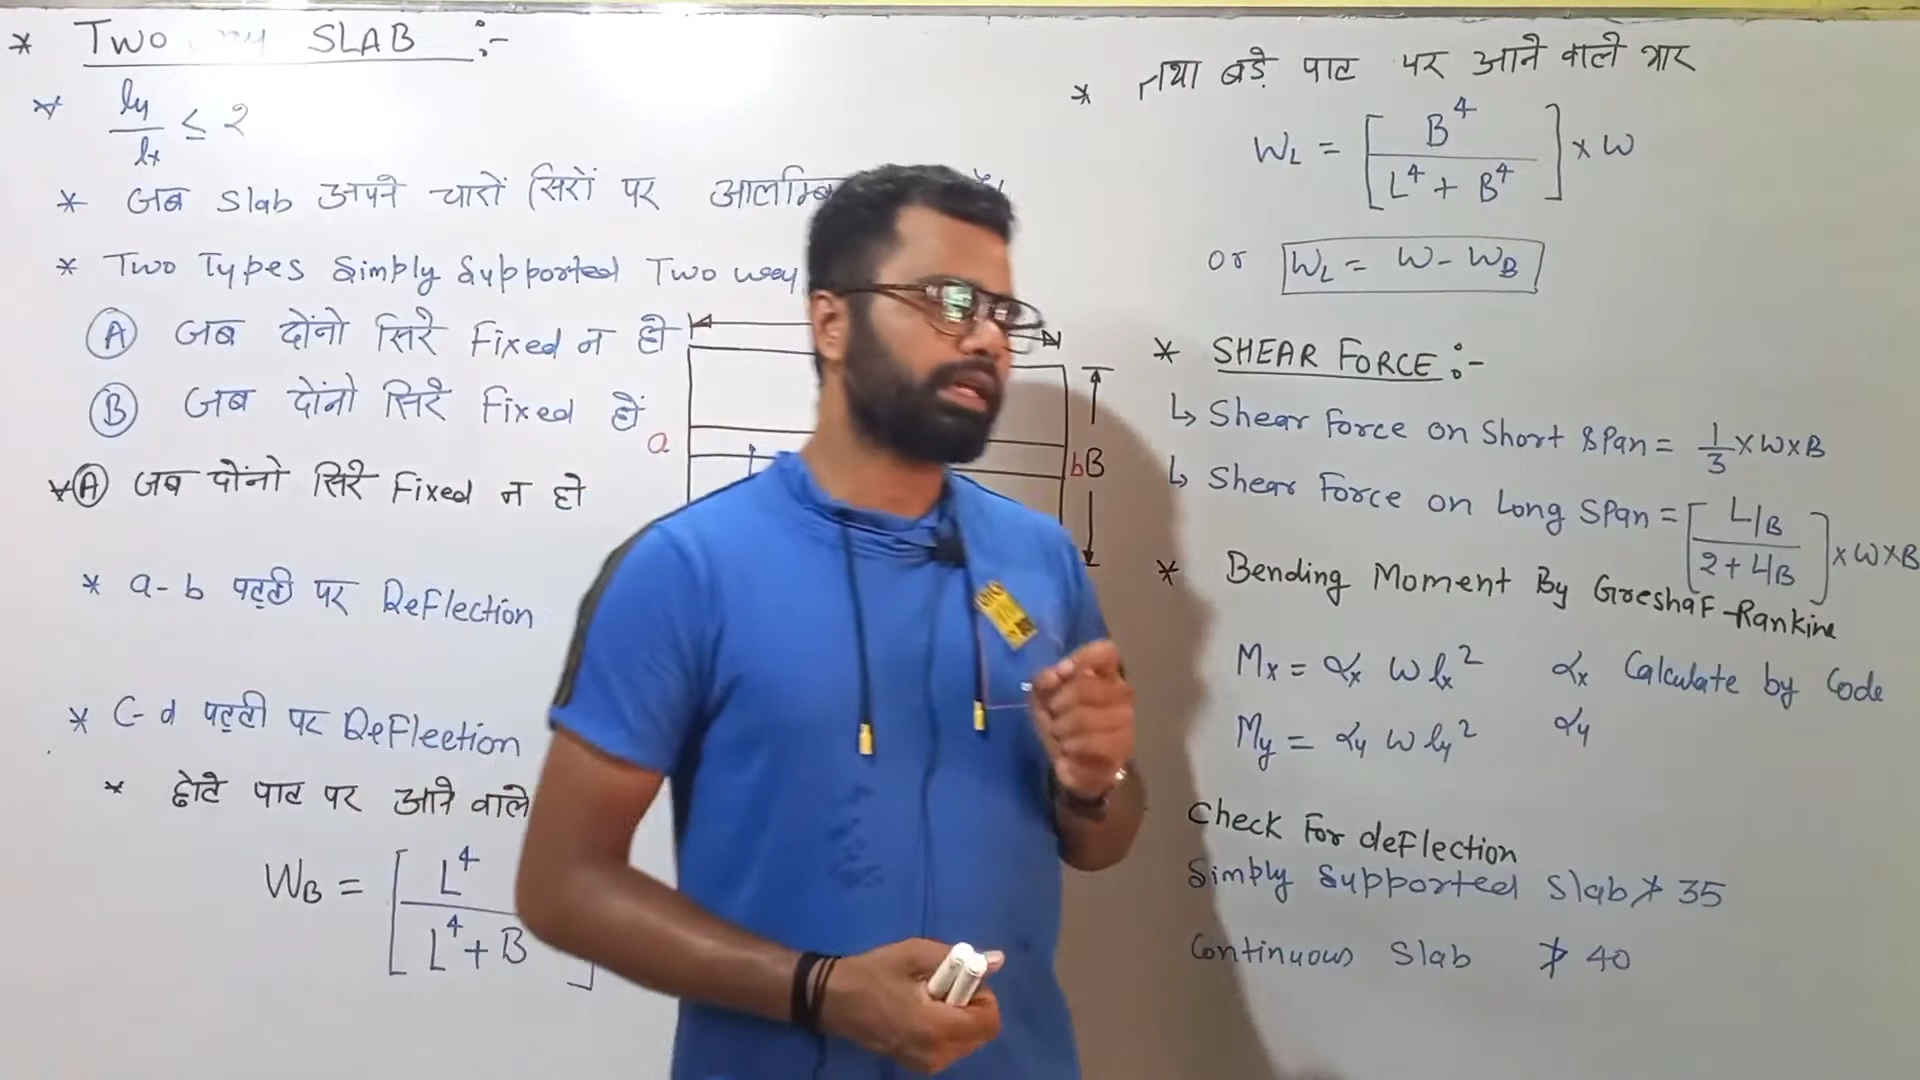 * TWO way SLAB :-
* ly/lx ≤ 2
* जब Slab अपने चारों सिरों पर
* Two Types Simply Supported Two way
Ⓐ जब दोंनो सिरे Fixed न हो
Ⓑ जब दोंनो सिरे Fixed हों
a
bB
*Ⓐ जब दोंनो सिरे Fixed न हो
* a-b पट्टी पर DeFlection
* C-d पट्टी पर DeFlection
* छोटे पाट पर आने वाले
WB = [L⁴ / L⁴ + B
* तथा बड़े पाट पर आने वाले भार
WL = [B⁴ / L⁴ + B⁴] × W
or WL = W - WB
* SHEAR FORCE :-
↳ Shear Force on Short SPan = 1/3 × W × B
↳ Shear Force on Long SPan = [L/B / 2 + L/B] × W × B
* Bending Moment By GreshaF-Rankine
Mx = αx W lx² αx Calculate by Code
My = αy W ly² αy
Check For deFlection
Simply Supported Slab ≯ 35
Continuous Slab ≯ 40